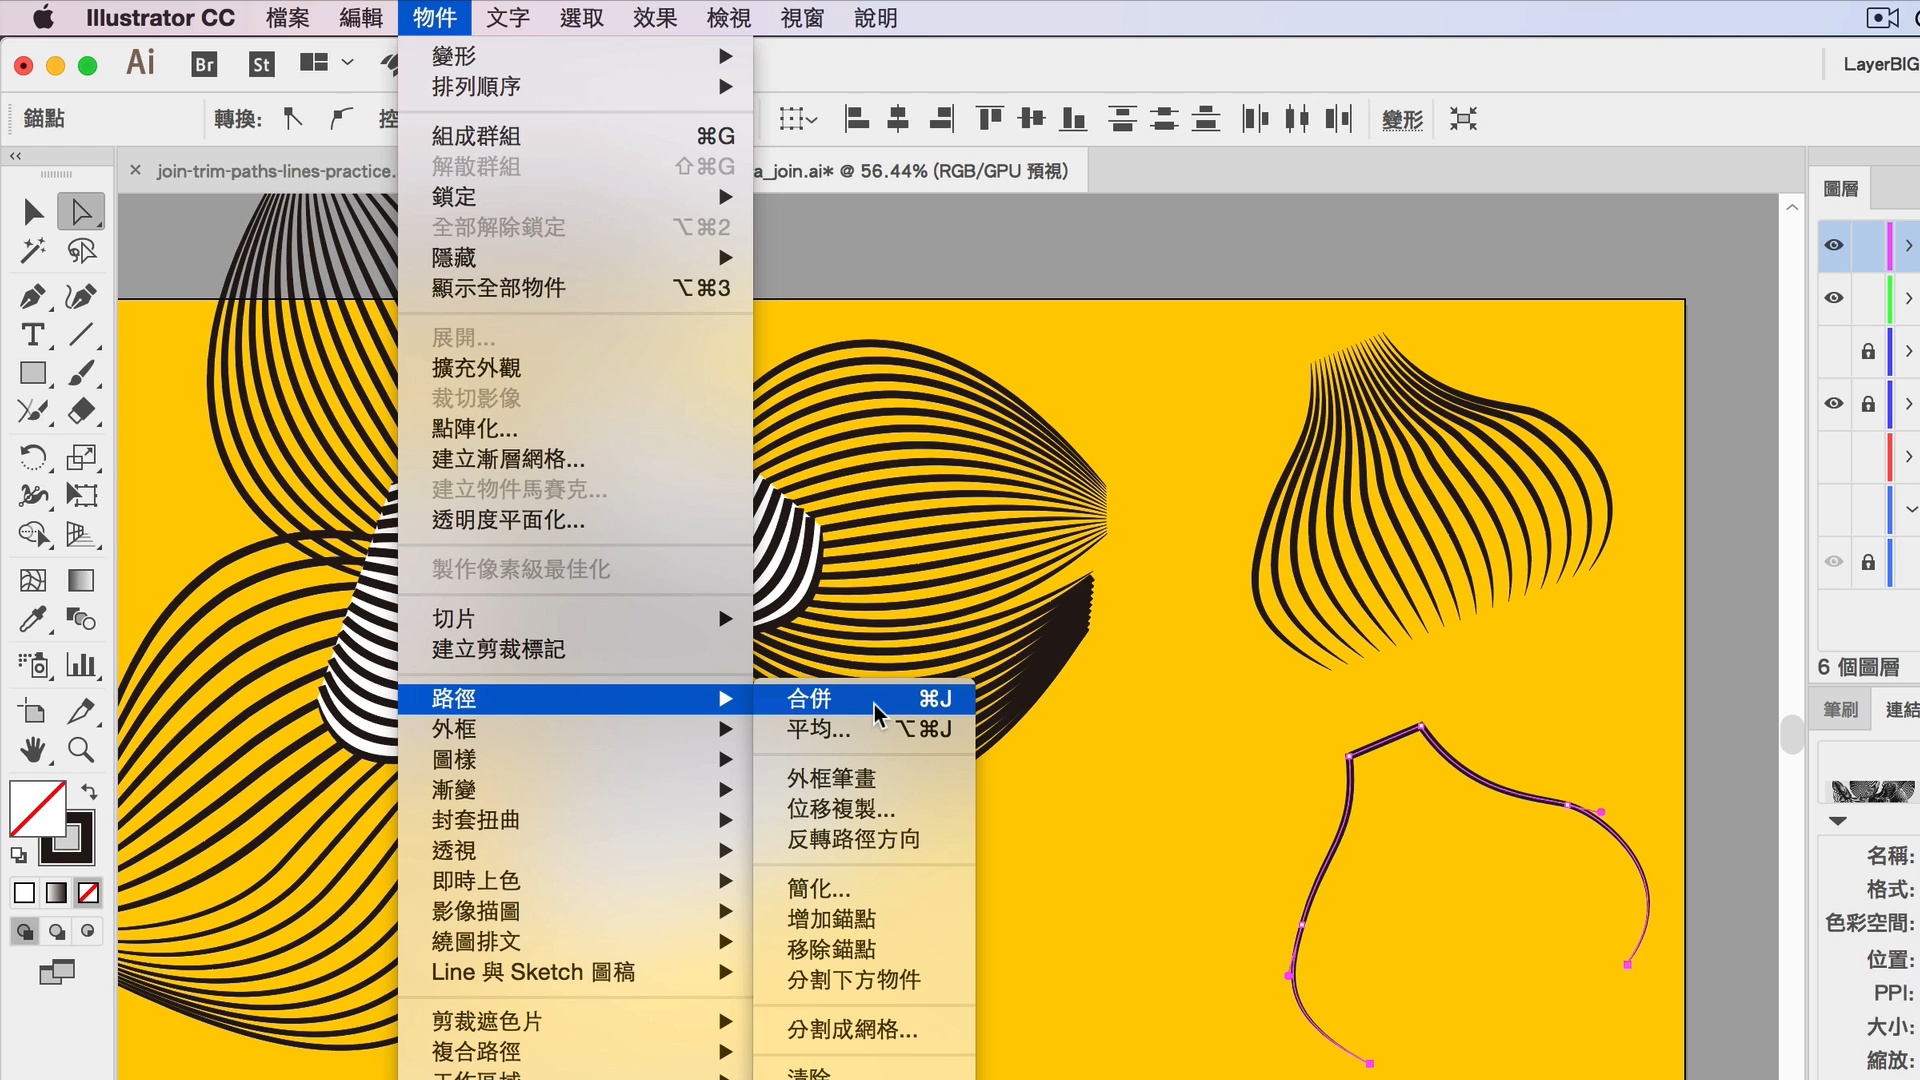 Illustrator CC 檔案 編輯 物件 文字 選取 效果 檢視 視窗 說明
Ai Br St
LayerBIG
錨點 轉換: 控
變形
join-trim-paths-lines-practice.
a_join.ai* @ 56.44% (RGB/GPU 預視)
變形
排列順序
組成群組 ⌘G
解散群組 ⇧⌘G
鎖定
全部解除鎖定 ⌥⌘2
隱藏
顯示全部物件 ⌥⌘3
展開...
擴充外觀
裁切影像
點陣化...
建立漸層網格...
建立物件馬賽克...
透明度平面化...
製作像素級最佳化
切片
建立剪裁標記
路徑
外框
圖樣
漸變
封套扭曲
透視
即時上色
影像描圖
繞圖排文
Line 與 Sketch 圖稿
剪裁遮色片
複合路徑
工作區域
合併 ⌘J
平均... ⌥⌘J
外框筆畫
位移複製...
反轉路徑方向
簡化...
增加錨點
移除錨點
分割下方物件
分割成網格...
清除
圖層
6 個圖層
筆刷 連結
名稱:
格式:
色彩空間:
位置:
PPI:
大小:
縮放: